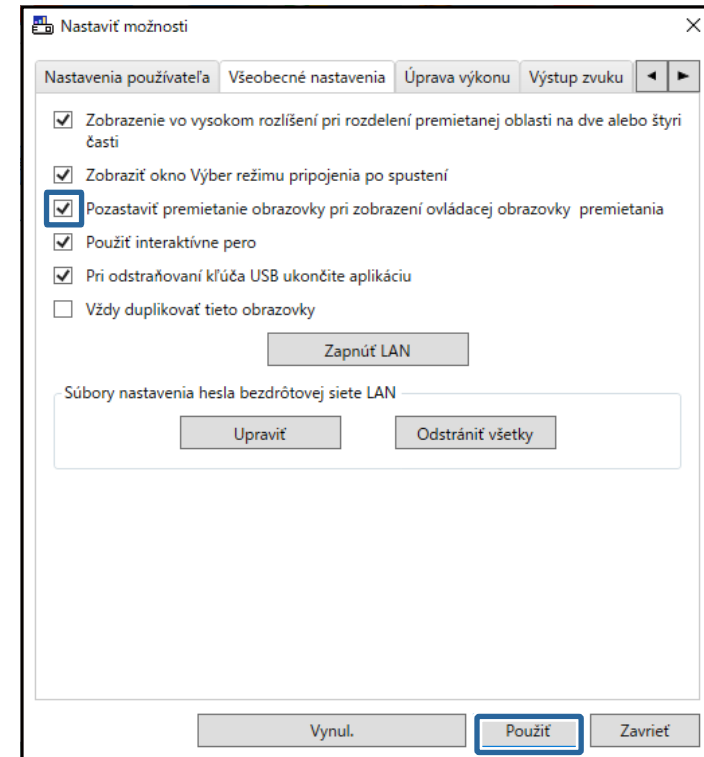 Nastaviť možnosti
Nastavenia používateľa Všeobecné nastavenia Úprava výkonu Výstup zvuku
Zobrazenie vo vysokom rozlíšení pri rozdelení premietanej oblasti na dve alebo štyri
časti
Zobraziť okno Výber režimu pripojenia po spustení
Pozastaviť premietanie obrazovky pri zobrazení ovládacej obrazovky premietania
Použiť interaktívne pero
Pri odstraňovaní kľúča USB ukončite aplikáciu
Vždy duplikovať tieto obrazovky
Zapnúť LAN
Súbory nastavenia hesla bezdrôtovej siete LAN
Upraviť Odstrániť všetky
Vynul. Použiť Zavrieť